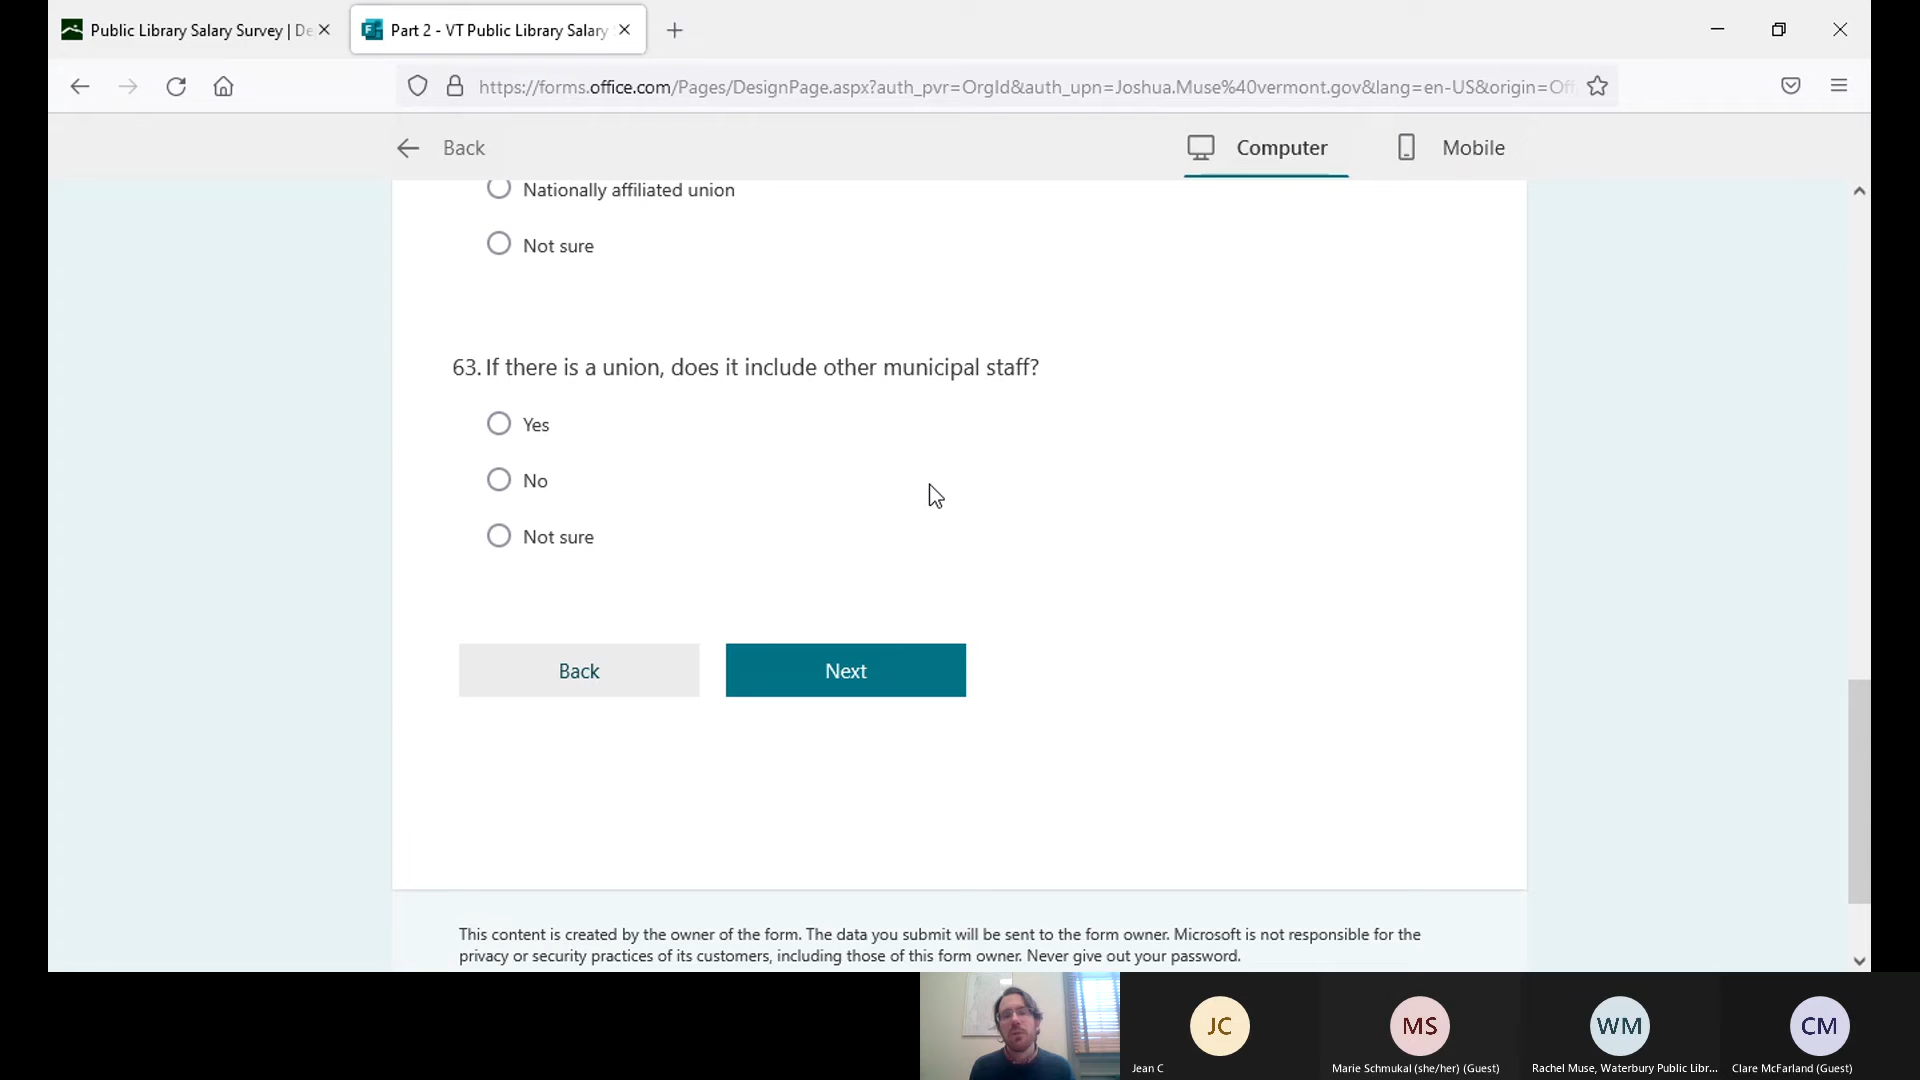 Public Library Salary Survey | De
Part 2 - VT Public Library Salary
https://forms.office.com/Pages/DesignPage.aspx?auth_pvr=OrgId&auth_upn=Joshua.Muse%40vermont.gov&lang=en-US&origin=Off
Back
Computer
Mobile
Nationally affiliated union
Not sure
63. If there is a union, does it include other municipal staff?
Yes
No
Not sure
Back
Next
This content is created by the owner of the form. The data you submit will be sent to the form owner. Microsoft is not responsible for the
privacy or security practices of its customers, including those of this form owner. Never give out your password.
JC
MS
WM
CM
Jean C
Marie Schmukal (she/her) (Guest)
Rachel Muse, Waterbury Public Libr...
Clare McFarland (Guest)